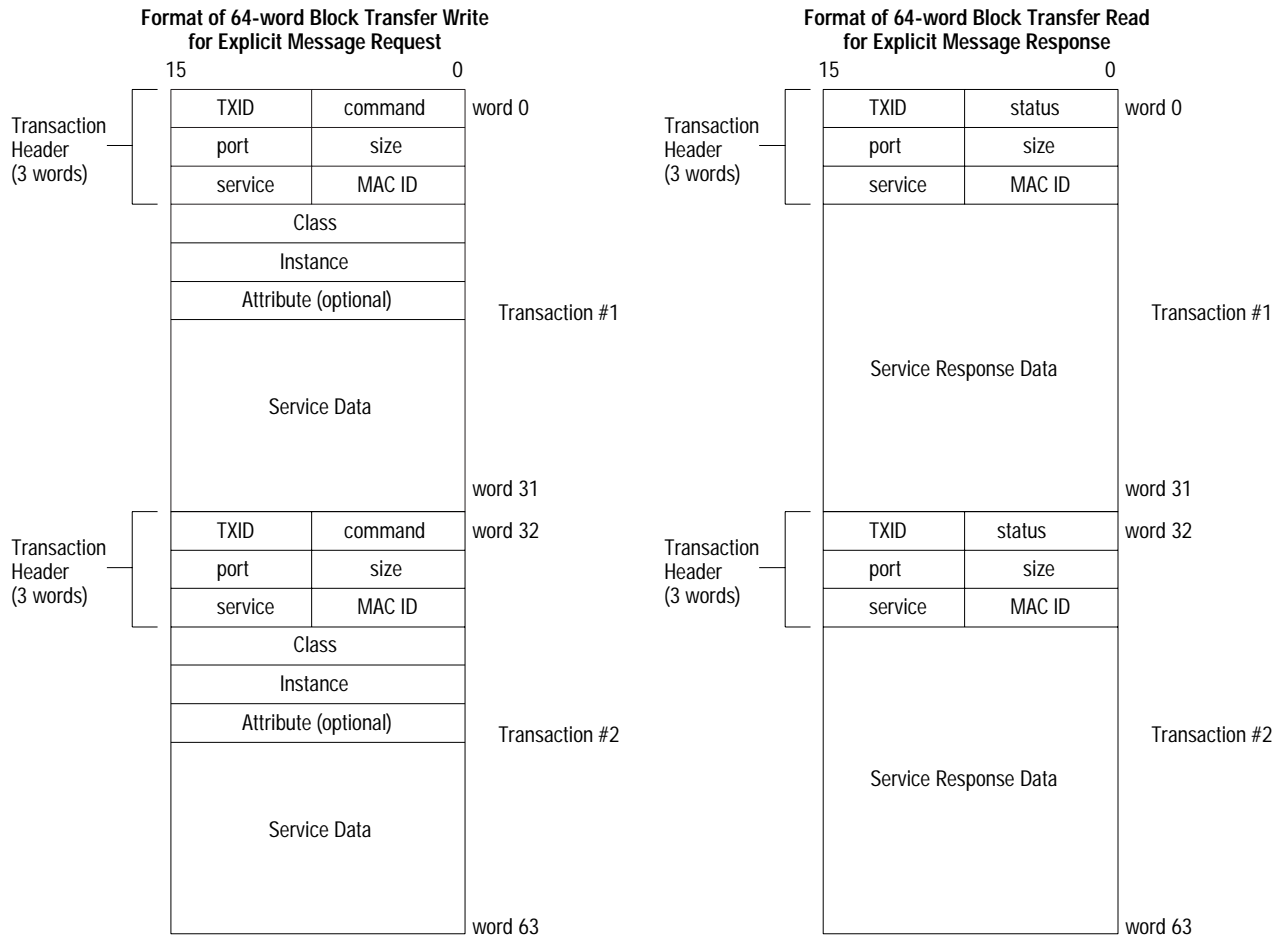 Format of 64-word Block Transfer Write
for Explicit Message Request
15 0
Transaction
Header
(3 words)
TXID command word 0
port size
service MAC ID
Class
Instance
Attribute (optional)
Transaction #1
Service Data
word 31
Transaction
Header
(3 words)
TXID command word 32
port size
service MAC ID
Class
Instance
Attribute (optional)
Transaction #2
Service Data
word 63
Format of 64-word Block Transfer Read
for Explicit Message Response
15 0
Transaction
Header
(3 words)
TXID status word 0
port size
service MAC ID
Transaction #1
Service Response Data
word 31
Transaction
Header
(3 words)
TXID status word 32
port size
service MAC ID
Transaction #2
Service Response Data
word 63